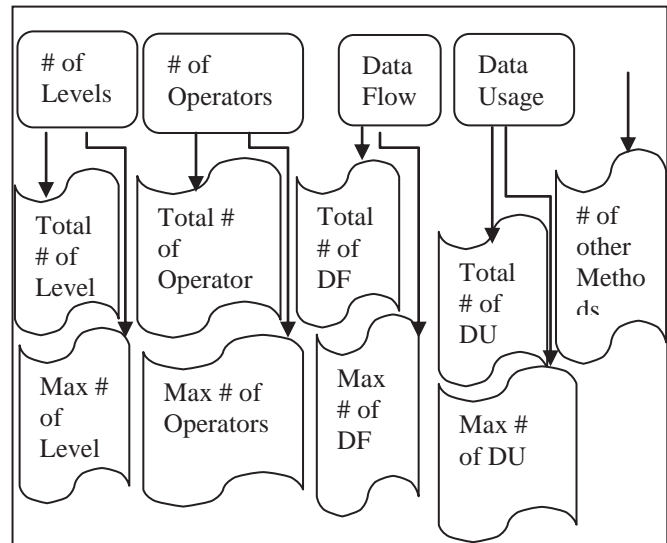 # of
Levels
# of
Operators
Data
Flow
Data
Usage
Total
# of
Level
Total #
of
Operator
Total
# of
DF
Total
# of
DU
# of
other
Metho
ds
Max #
of
Level
Max #
of
Operators
Max
# of
DF
Max #
of DU